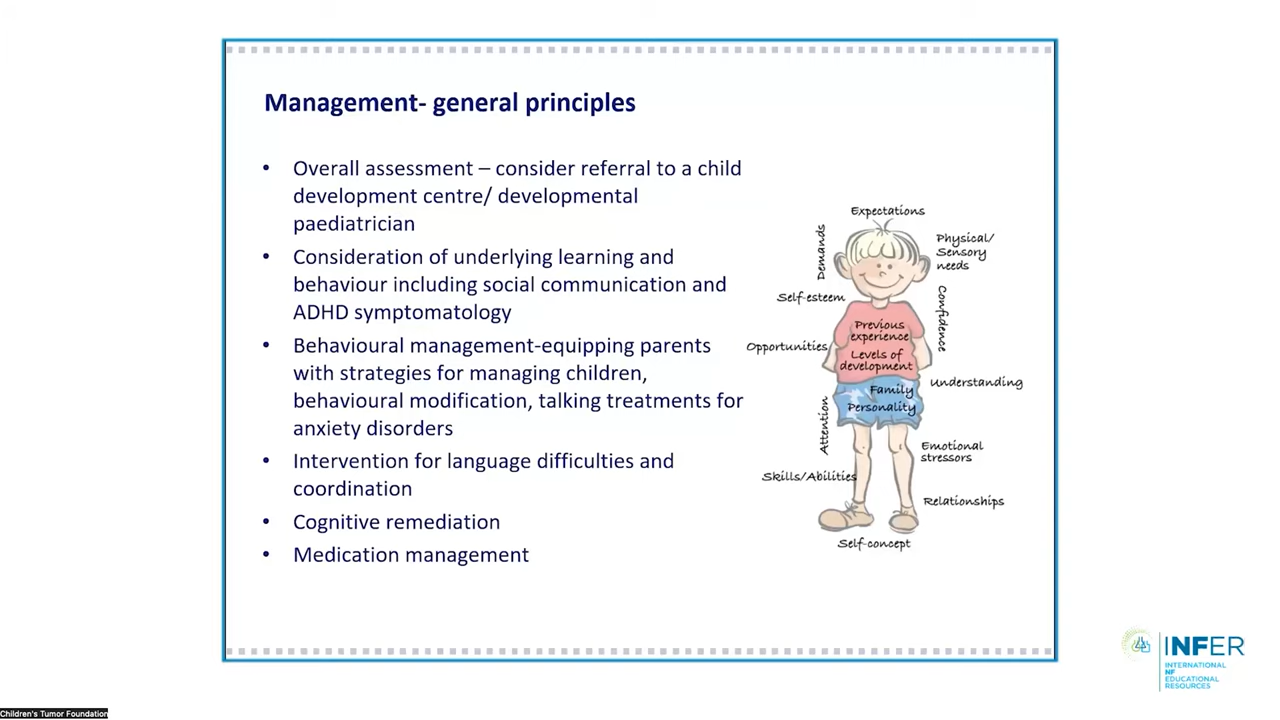 Management- general principles
• Overall assessment – consider referral to a child
development centre/ developmental
paediatrician
• Consideration of underlying learning and
behaviour including social communication and
ADHD symptomatology
• Behavioural management-equipping parents
with strategies for managing children,
behavioural modification, talking treatments for
anxiety disorders
• Intervention for language difficulties and
coordination
• Cognitive remediation
• Medication management
Expectations
Demands
Physical/
Sensory
needs
Self-esteem
Confidence
Previous
experience
Opportunities
Levels of
development
Understanding
Family
Personality
Attention
Emotional
stressors
Skills/Abilities
Relationships
Self-concept
INFER
INTERNATIONAL
NF
EDUCATIONAL
RESOURCES
Children's Tumor Foundation